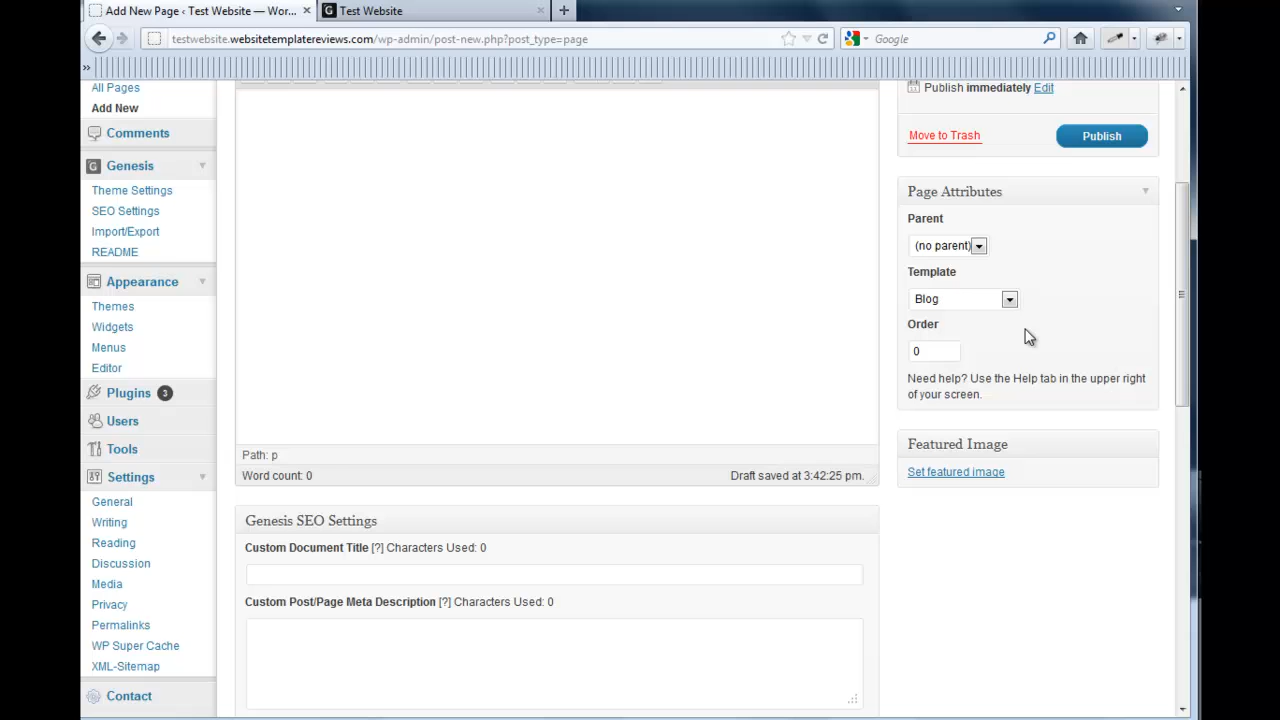 Add New Page ‹ Test Website — Wor...
Test Website
testwebsite.websitetemplatereviews.com/wp-admin/post-new.php?post_type=page
Google
»
All Pages
Add New
Comments
Genesis
Theme Settings
SEO Settings
Import/Export
README
Appearance
Themes
Widgets
Menus
Editor
Plugins 3
Users
Tools
Settings
General
Writing
Reading
Discussion
Media
Privacy
Permalinks
WP Super Cache
XML-Sitemap
Contact
Path: p
Word count: 0
Draft saved at 3:42:25 pm.
Genesis SEO Settings
Custom Document Title [?] Characters Used: 0
Custom Post/Page Meta Description [?] Characters Used: 0
Publish immediately Edit
Move to Trash
Publish
Page Attributes
Parent
(no parent)
Template
Blog
Order
0
Need help? Use the Help tab in the upper right
of your screen.
Featured Image
Set featured image